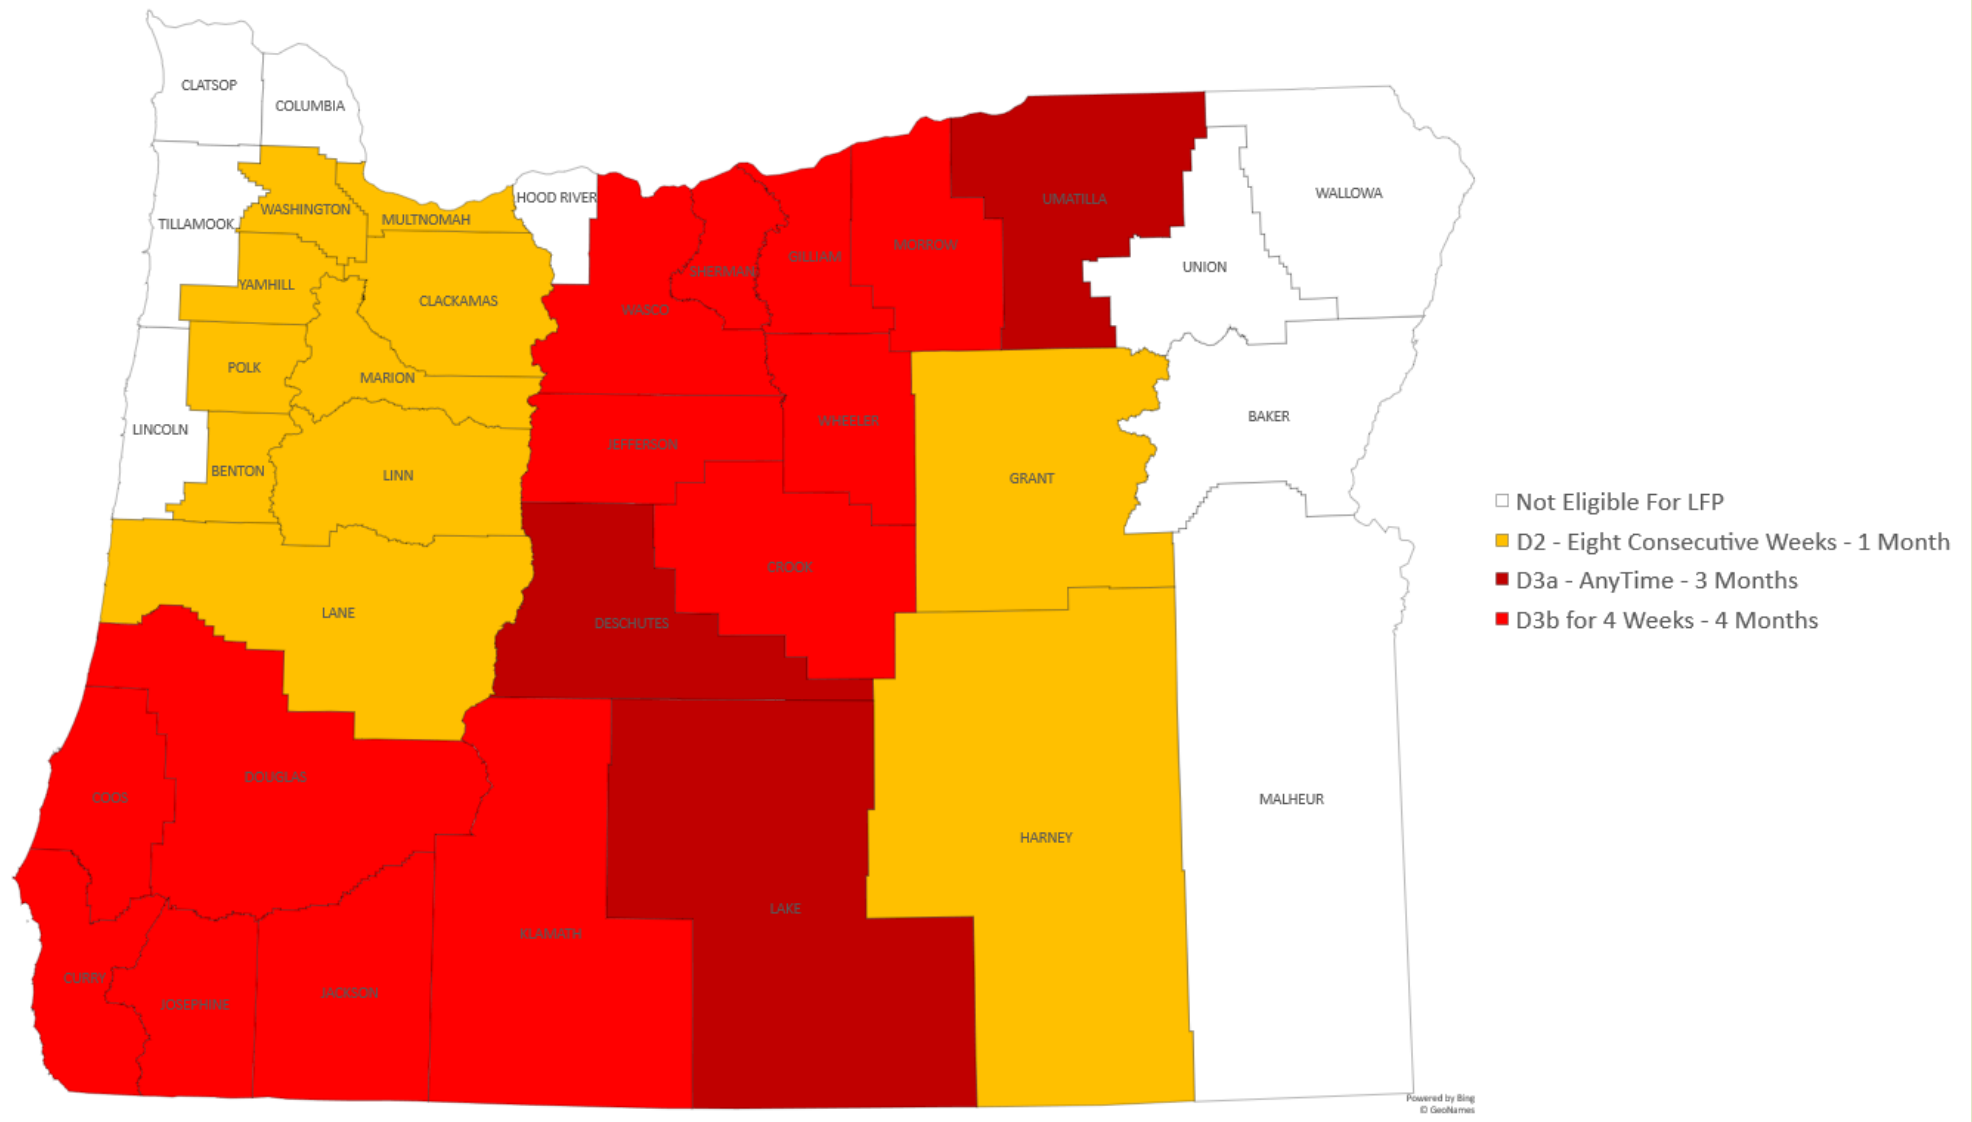 CLATSOP
COLUMBIA
HOOD RIVER
WALLOWA
UMATILLA
WASHINGTON
MULTNOMAH
TILLAMOOK
MORROW
GILLIAM
UNION
SHERMAN
YAMHILL
CLACKAMAS
WASCO
POLK
MARION
BAKER
WHEELER
LINCOLN
JEFFERSON
BENTON
LINN
GRANT
CROOK
LANE
DESCHUTES
DOUGLAS
COOS
MALHEUR
HARNEY
LAKE
KLAMATH
CURRY
JACKSON
JOSEPHINE
Not Eligible For LFP
D2 - Eight Consecutive Weeks - 1 Month
D3a - AnyTime - 3 Months
D3b for 4 Weeks - 4 Months
Powered by Bing
© GeoNames